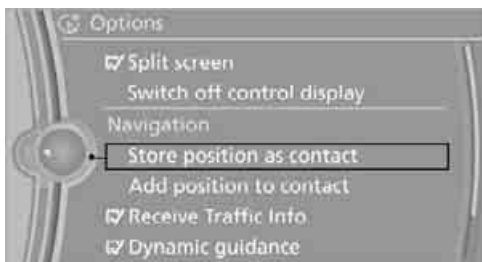 Options
Split screen
Switch off control display
Navigation
Store position as contact
Add position to contact
Receive Traffic Info
Dynamic guidance